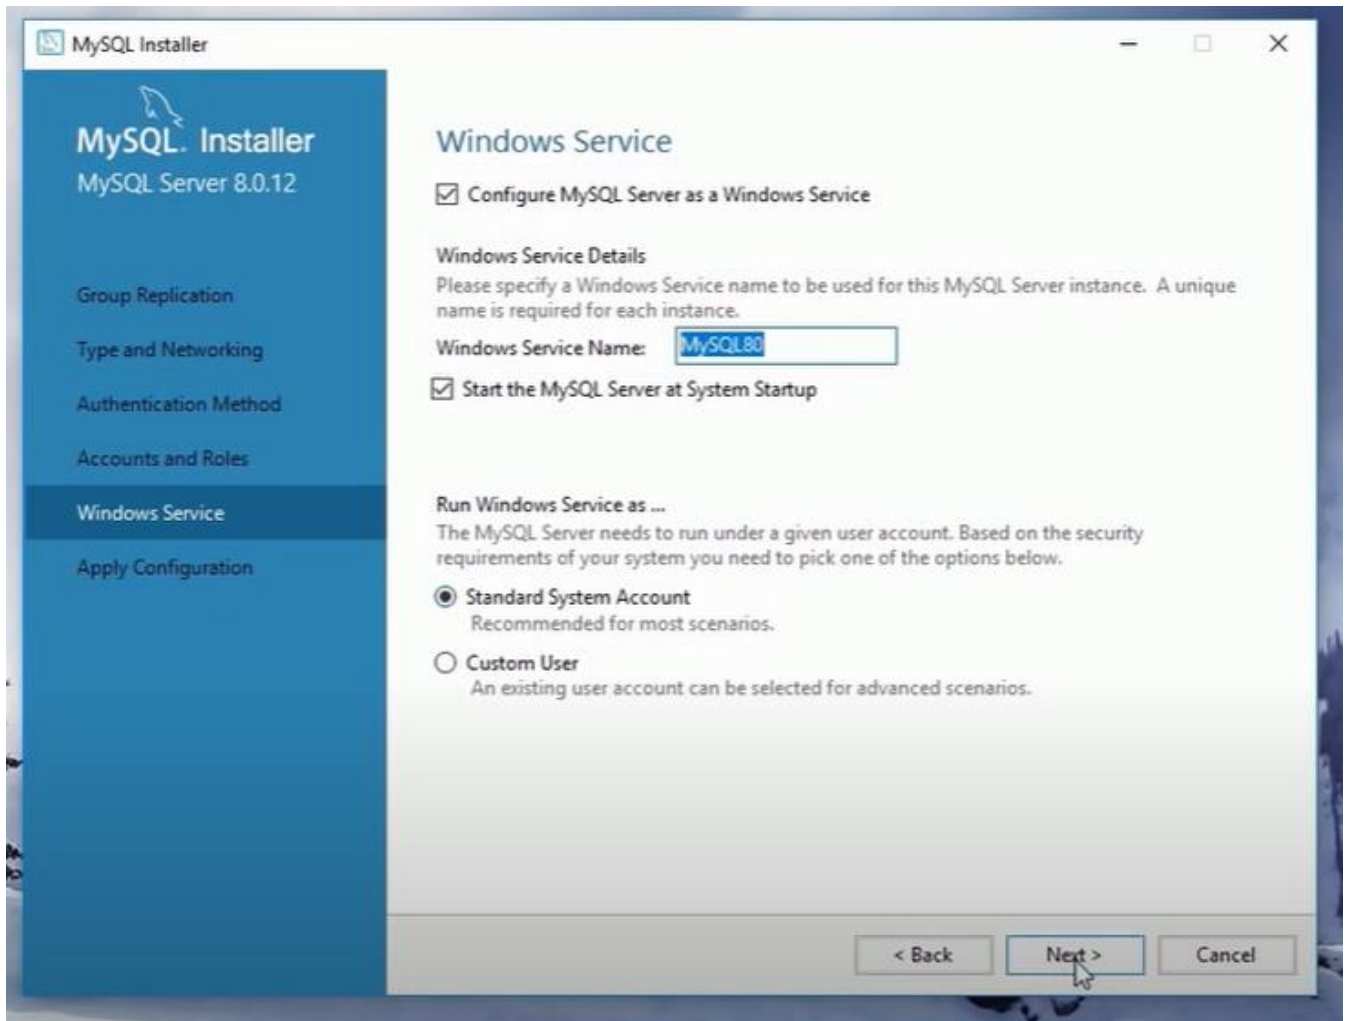 MySQL Installer
MySQL. Installer
MySQL Server 8.0.12
Group Replication
Type and Networking
Authentication Method
Accounts and Roles
Windows Service
Apply Configuration
Windows Service
Configure MySQL Server as a Windows Service
Windows Service Details
Please specify a Windows Service name to be used for this MySQL Server instance. A unique
name is required for each instance.
Windows Service Name: MySQL80
Start the MySQL Server at System Startup
Run Windows Service as ...
The MySQL Server needs to run under a given user account. Based on the security
requirements of your system you need to pick one of the options below.
Standard System Account
Recommended for most scenarios.
Custom User
An existing user account can be selected for advanced scenarios.
< Back Next > Cancel